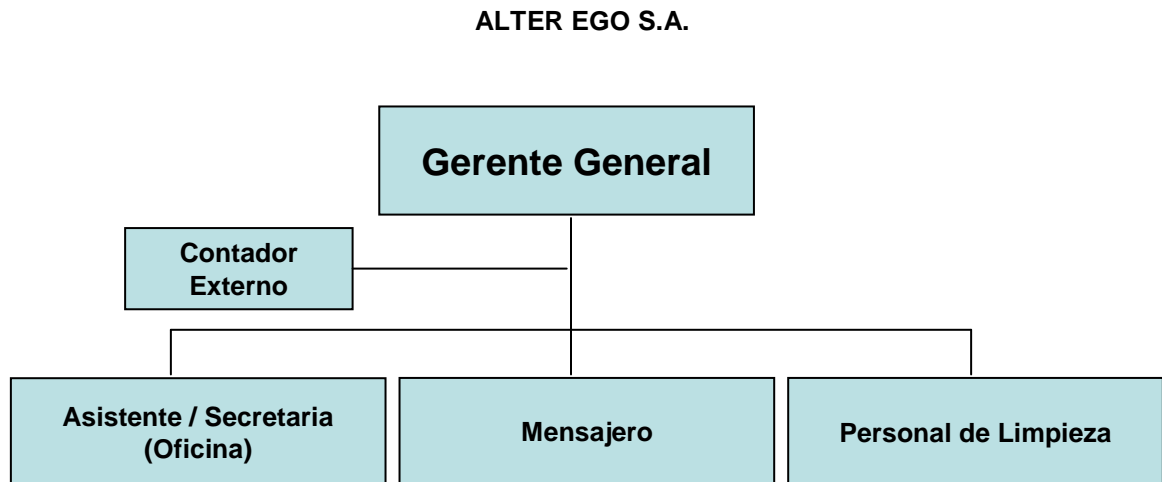 ALTER EGO S.A.
Gerente General
Contador
Externo
Asistente / Secretaria
(Oficina)
Mensajero
Personal de Limpieza